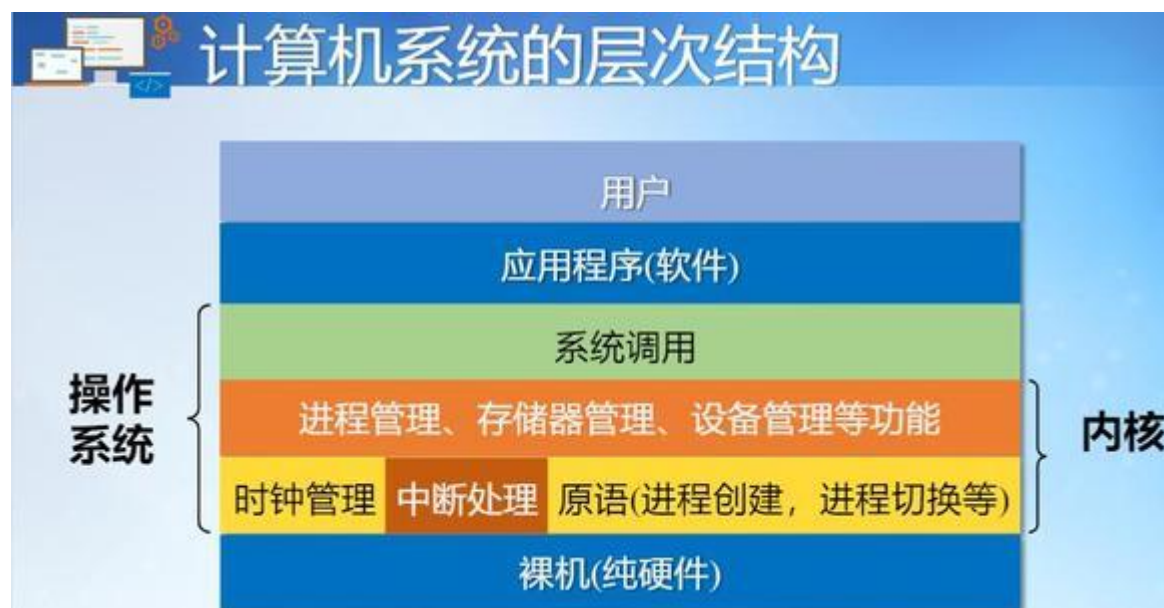 </>
计算机系统的层次结构
用户
应用程序(软件)
系统调用
操作
系统
进程管理、存储器管理、设备管理等功能
内核
时钟管理 中断处理 原语(进程创建，进程切换等)
裸机(纯硬件)